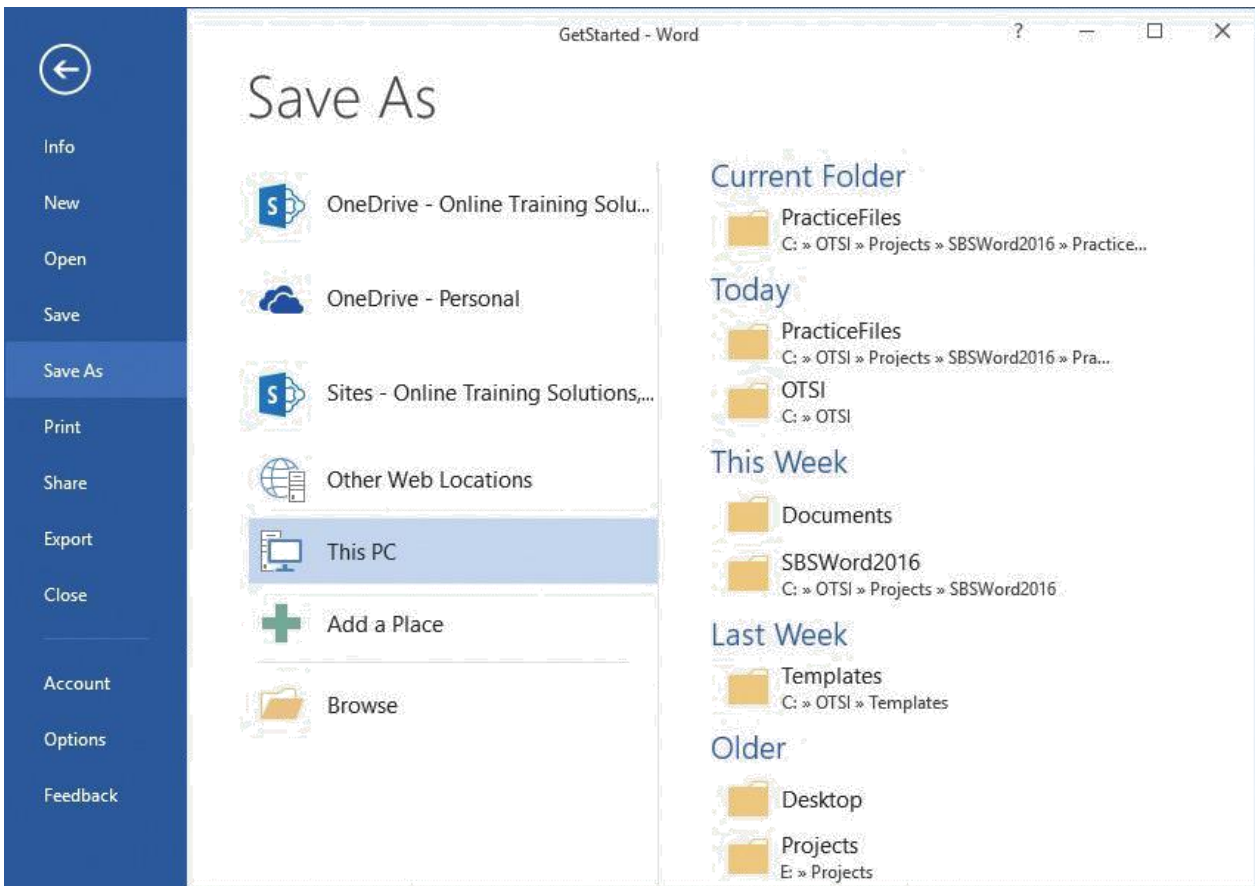 GetStarted - Word
?
Save As
Info
New
Open
Save
Save As
Print
Share
Export
Close
Account
Options
Feedback
OneDrive - Online Training Solu...
OneDrive - Personal
Sites - Online Training Solutions,...
Other Web Locations
This PC
Add a Place
Browse
Current Folder
PracticeFiles
C: » OTSI » Projects » SBSWord2016 » Practice...
Today
PracticeFiles
C: » OTSI » Projects » SBSWord2016 » Pra...
OTSI
C: » OTSI
This Week
Documents
SBSWord2016
C: » OTSI » Projects » SBSWord2016
Last Week
Templates
C: » OTSI » Templates
Older
Desktop
Projects
E: » Projects